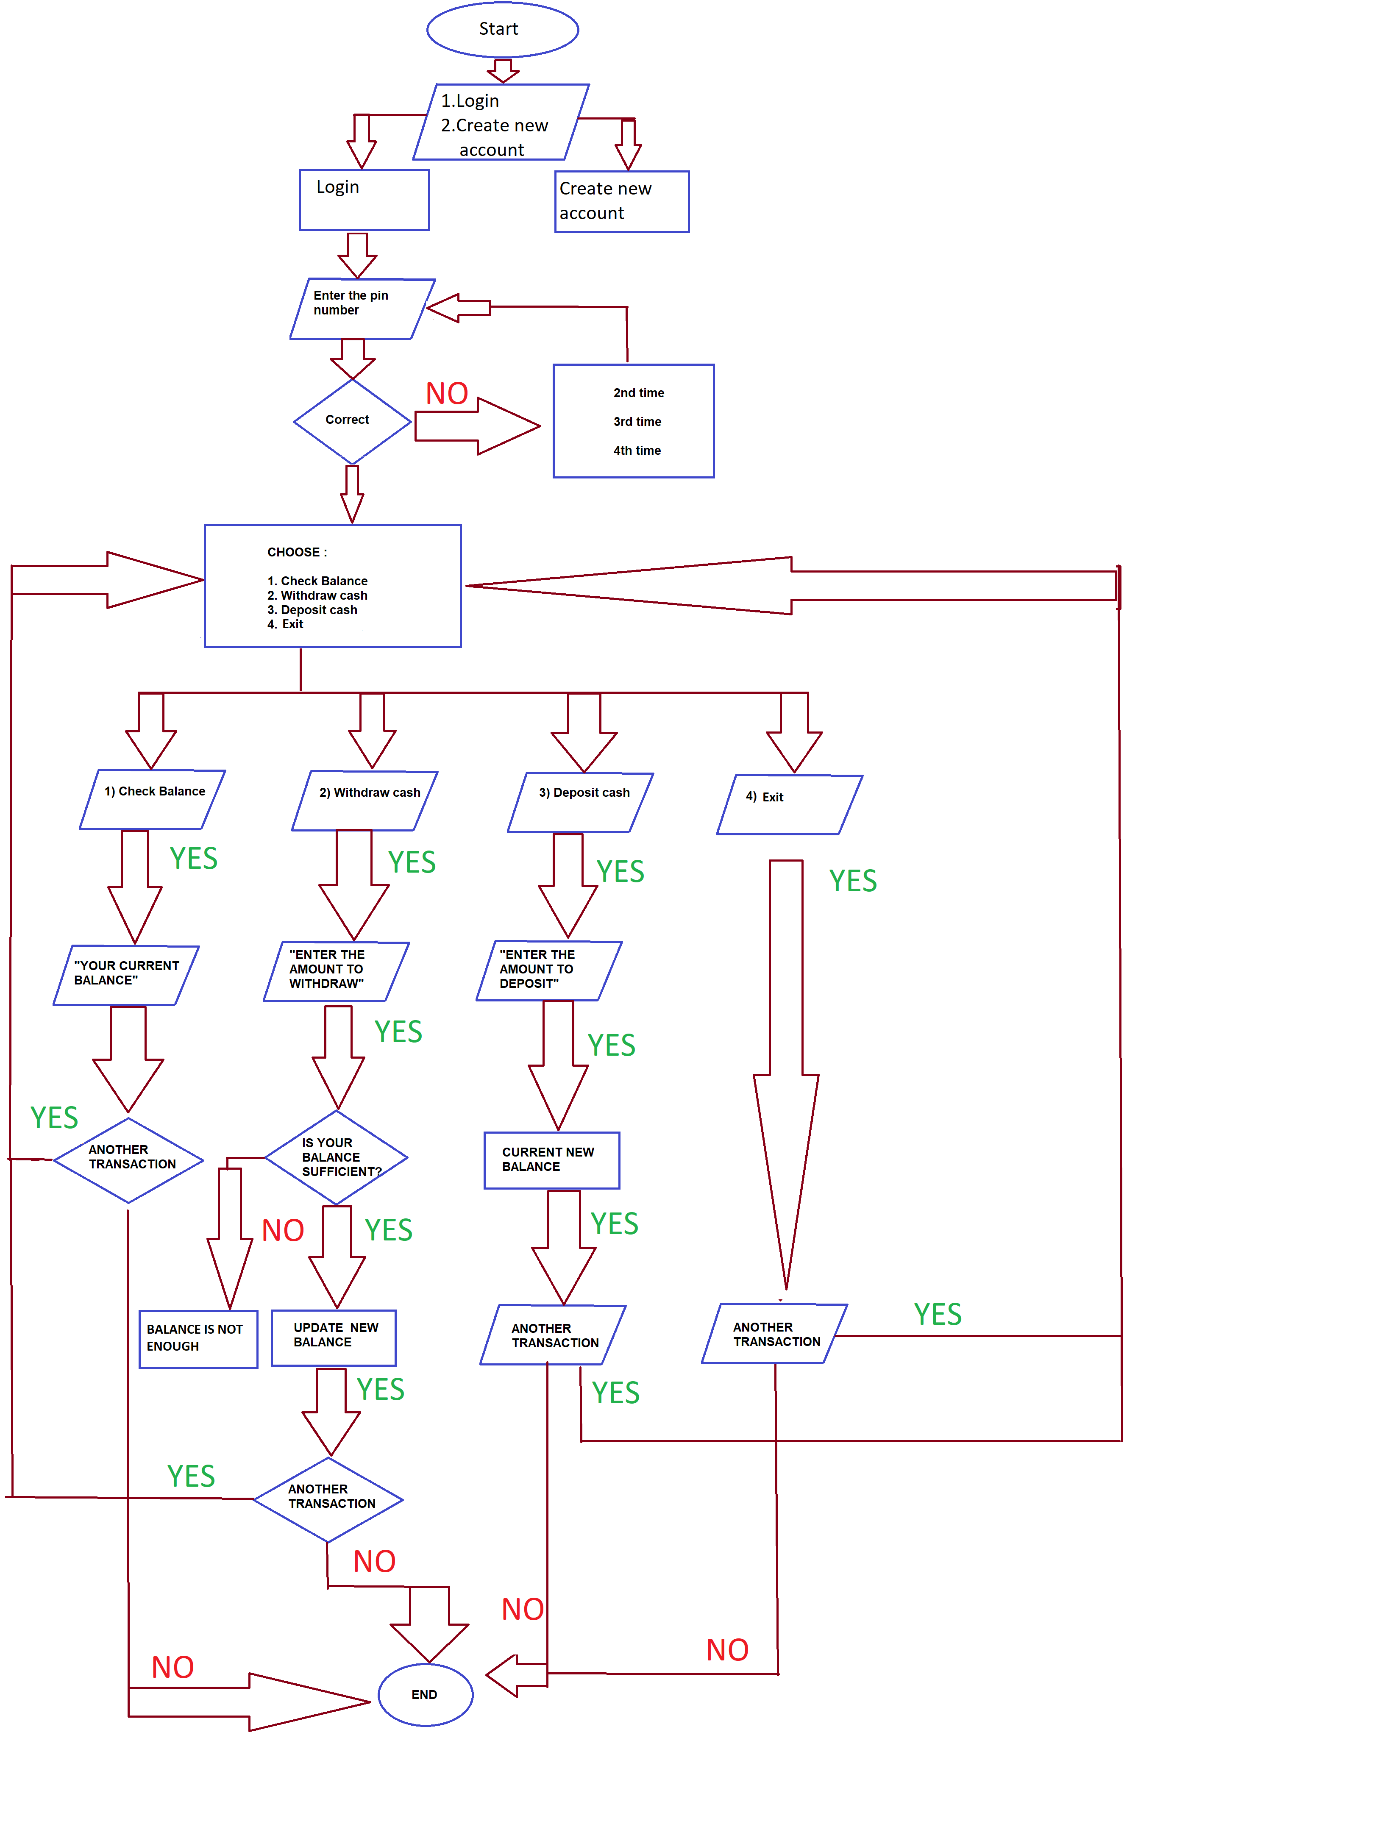 Start
1.Login
2.Create new
account
Login
Create new
account
Enter the pin
number
Correct
NO
2nd time
3rd time
4th time
CHOOSE :
1. Check Balance
2. Withdraw cash
3. Deposit cash
4. Exit
1) Check Balance
2) Withdraw cash
3) Deposit cash
4) Exit
YES
YES
YES
YES
"YOUR CURRENT
BALANCE"
"ENTER THE
AMOUNT TO
WITHDRAW"
"ENTER THE
AMOUNT TO
DEPOSIT"
YES
YES
YES
ANOTHER
TRANSACTION
IS YOUR
BALANCE
SUFFICIENT?
CURRENT NEW
BALANCE
NO
YES
YES
BALANCE IS NOT
ENOUGH
UPDATE  NEW
BALANCE
ANOTHER
TRANSACTION
ANOTHER
TRANSACTION
YES
YES
YES
YES
ANOTHER
TRANSACTION
NO
NO
NO
NO
END